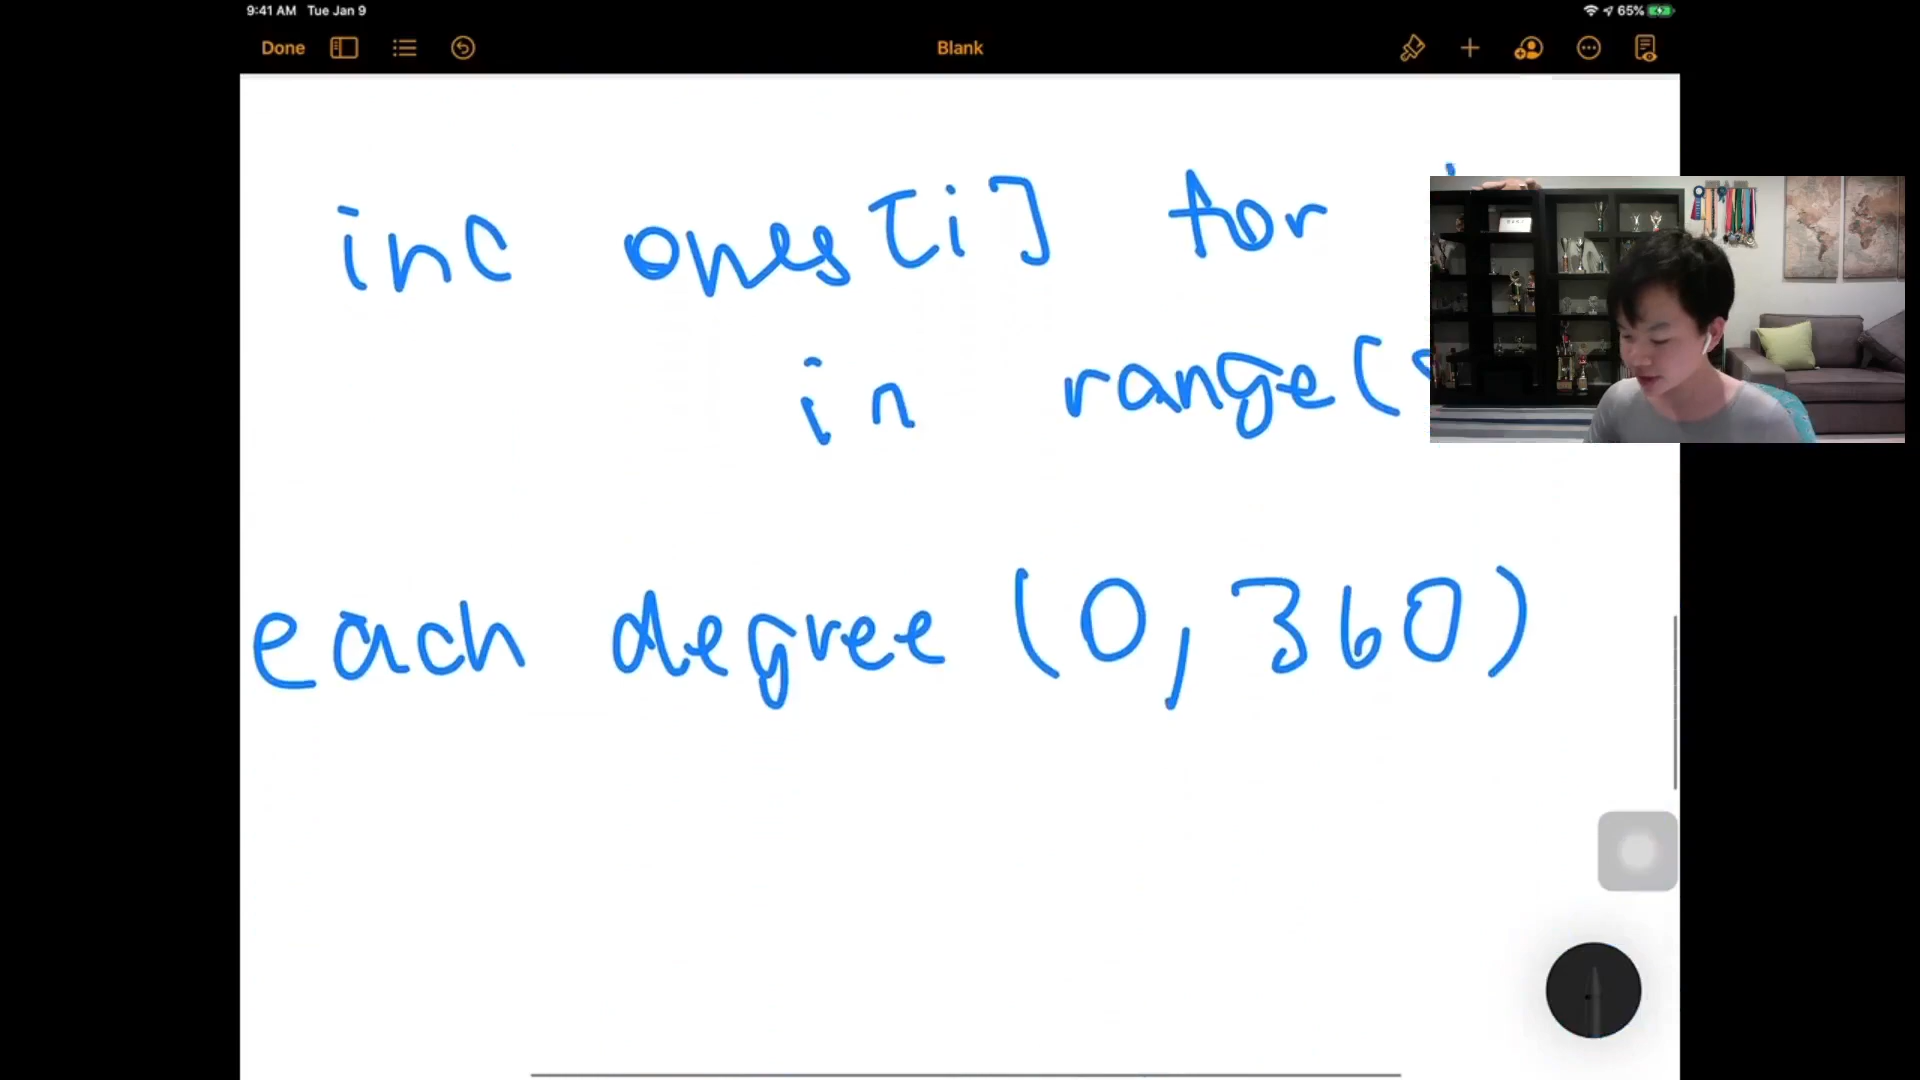 9:41 AM Tue Jan 9
65%
Done
Blank
inc ones[i] for
in range(
each degree (0, 360)